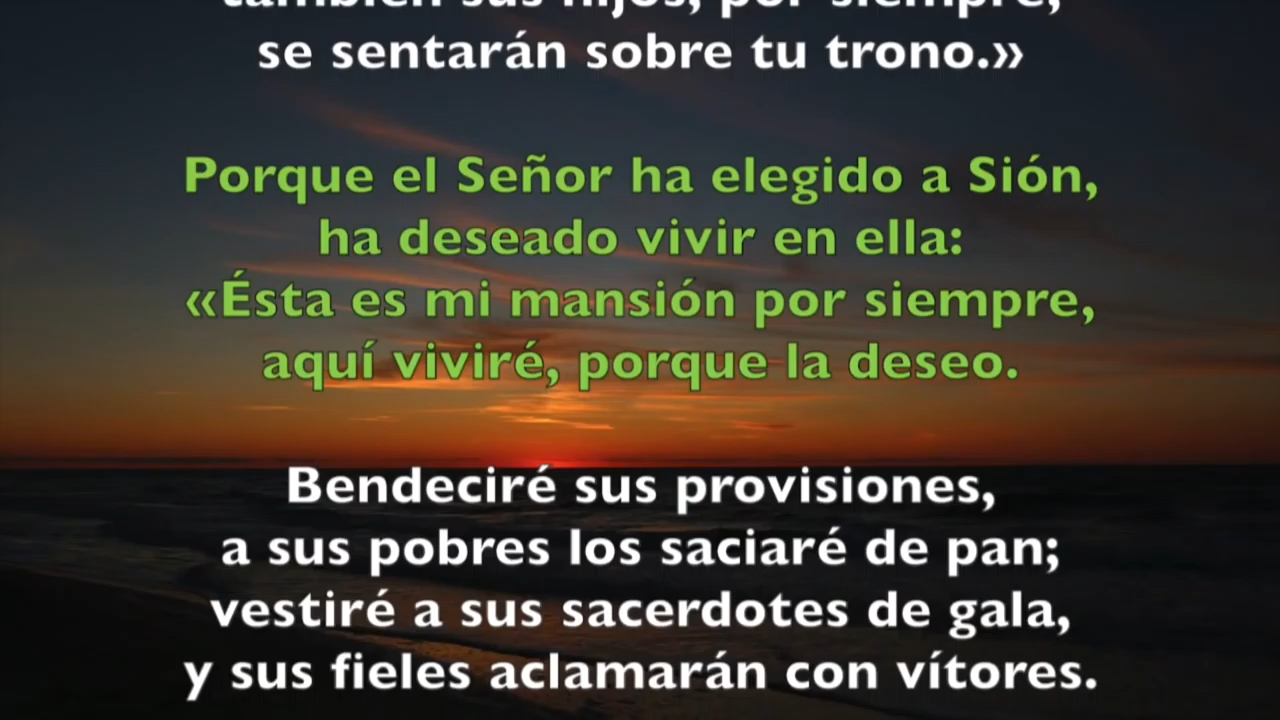 también sus hijos, por siempre,
se sentarán sobre tu trono.»
Porque el Señor ha elegido a Sión,
ha deseado vivir en ella:
«Ésta es mi mansión por siempre,
aquí viviré, porque la deseo.
Bendeciré sus provisiones,
a sus pobres los saciaré de pan;
vestiré a sus sacerdotes de gala,
y sus fieles aclamarán con vítores.